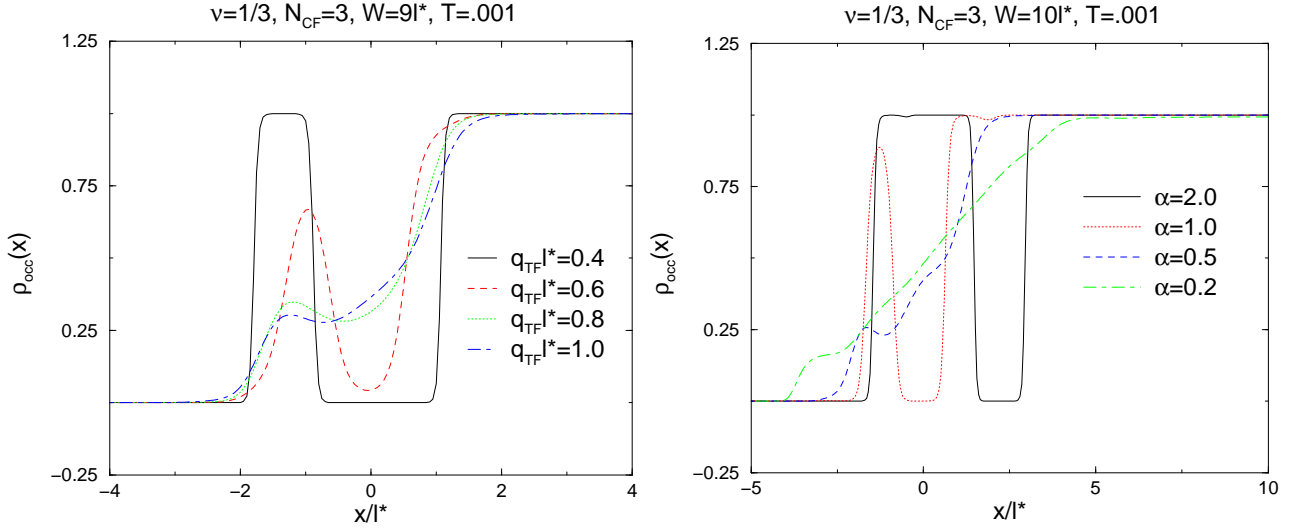 ν=1/3, N_CF=3, W=9l*, T=.001
1.25
0.75
0.25
−0.25
ρ_occ(x)
q_TF l*=0.4
q_TF l*=0.6
q_TF l*=0.8
q_TF l*=1.0
−4
−2
0
2
4
x/l*
ν=1/3, N_CF=3, W=10l*, T=.001
1.25
0.75
0.25
−0.25
ρ_occ(x)
α=2.0
α=1.0
α=0.5
α=0.2
−5
0
5
10
x/l*